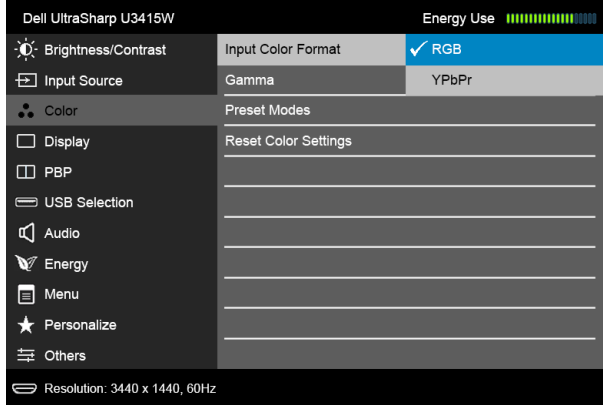 Dell UltraSharp U3415W
Energy Use
Brightness/Contrast
Input Source
Color
Display
PBP
USB Selection
Audio
Energy
Menu
Personalize
Others
Input Color Format
Gamma
Preset Modes
Reset Color Settings
RGB
YPbPr
Resolution: 3440 x 1440, 60Hz